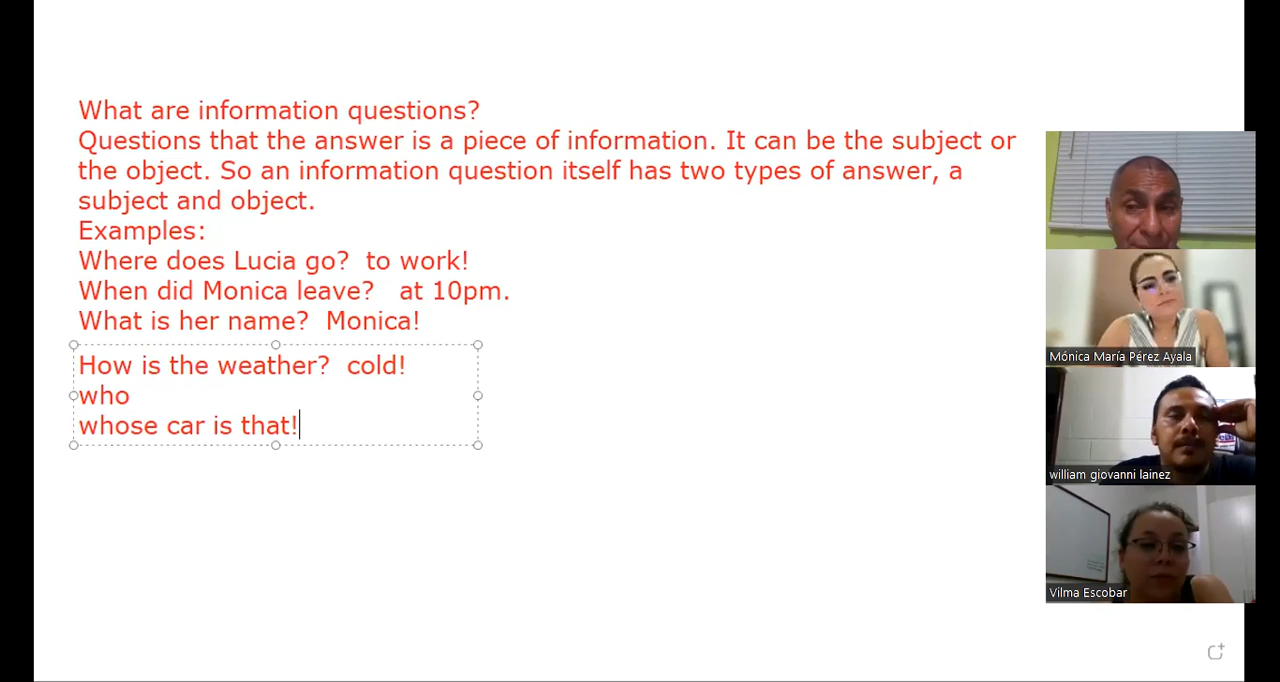 What are information questions?
Questions that the answer is a piece of information. It can be the subject or
the object. So an information question itself has two types of answer, a
subject and object.
Examples:
Where does Lucia go?  to work!
When did Monica leave?   at 10pm.
What is her name?  Monica!
How is the weather?  cold!
who
whose car is that!
Mónica María Pérez Ayala
william giovanni lainez
Vilma Escobar